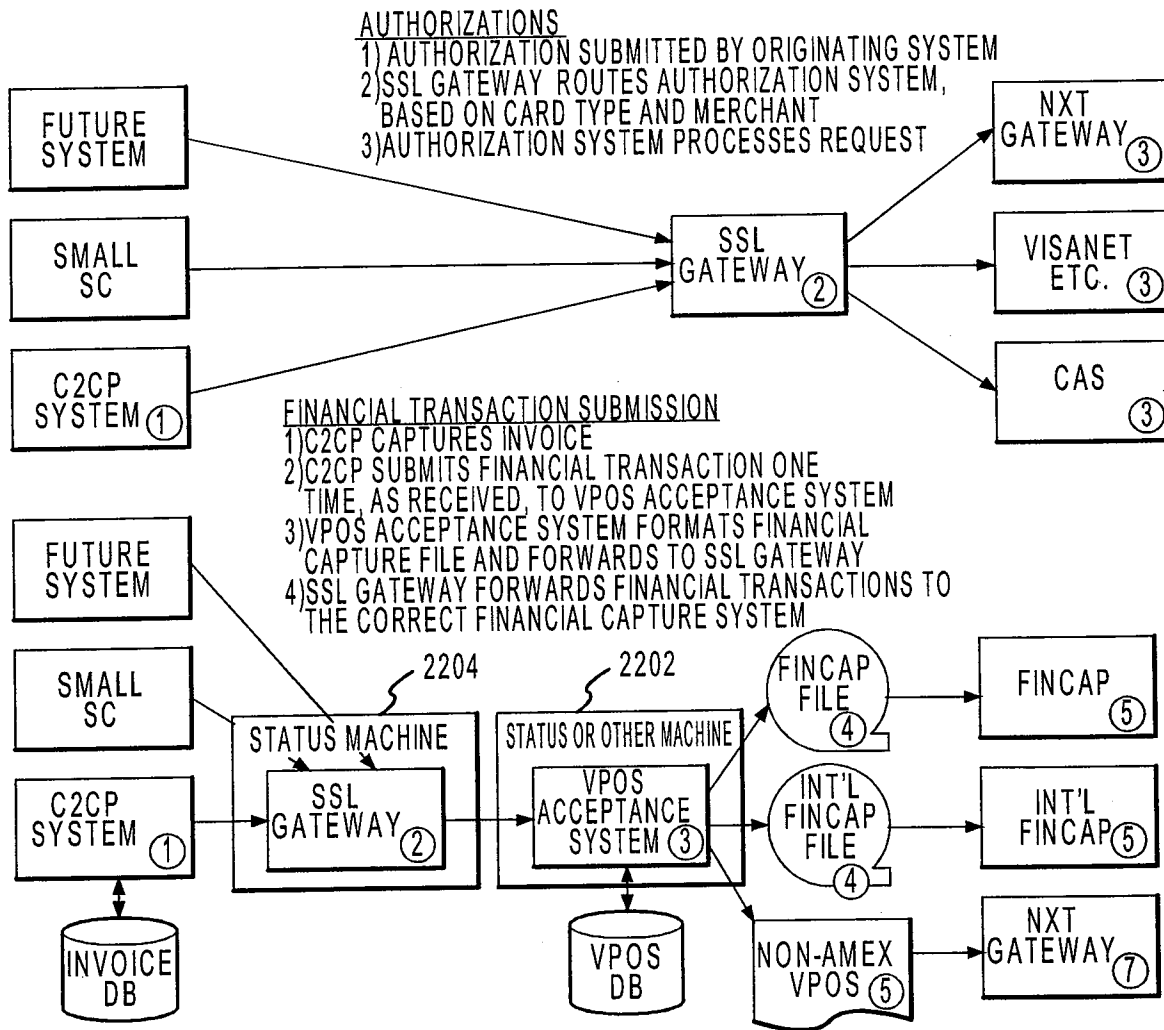 AUTHORIZATIONS
1) AUTHORIZATION SUBMITTED BY ORIGINATING SYSTEM
2)SSL GATEWAY ROUTES AUTHORIZATION SYSTEM,
BASED ON CARD TYPE AND MERCHANT
3)AUTHORIZATION SYSTEM PROCESSES REQUEST
FUTURE
SYSTEM
SMALL
SC
C2CP
SYSTEM 1
SSL
GATEWAY
2
NXT
GATEWAY
3
VISANET
ETC. 3
CAS
3
FINANCIAL TRANSACTION SUBMISSION
1)C2CP CAPTURES INVOICE
2)C2CP SUBMITS FINANCIAL TRANSACTION ONE
TIME, AS RECEIVED, TO VPOS ACCEPTANCE SYSTEM
3)VPOS ACCEPTANCE SYSTEM FORMATS FINANCIAL
CAPTURE FILE AND FORWARDS TO SSL GATEWAY
4)SSL GATEWAY FORWARDS FINANCIAL TRANSACTIONS TO
THE CORRECT FINANCIAL CAPTURE SYSTEM
FUTURE
SYSTEM
SMALL
SC
C2CP
SYSTEM
1
INVOICE
DB
2204
STATUS MACHINE
SSL
GATEWAY
2
2202
STATUS OR OTHER MACHINE
VPOS
ACCEPTANCE
SYSTEM 3
VPOS
DB
FINCAP
FILE
4
INT'L
FINCAP
FILE
4
NON-AMEX
VPOS 5
FINCAP
5
INT'L
FINCAP 5
NXT
GATEWAY
7